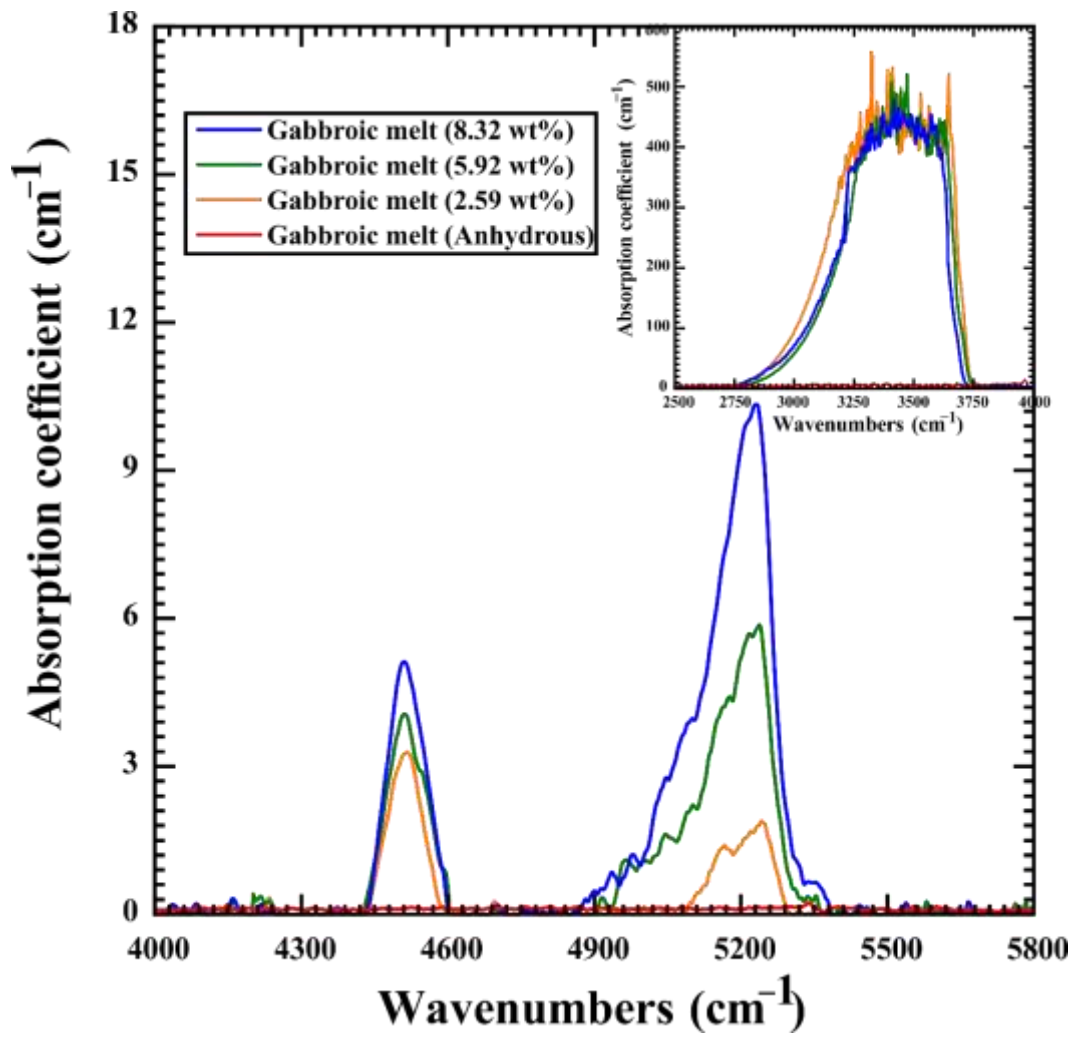 18
15
12
9
6
3
0
Absorption coefficient (cm−1)
4000 4300 4600 4900 5200 5500 5800
Wavenumbers (cm−1)
Gabbroic melt (8.32 wt%)
Gabbroic melt (5.92 wt%)
Gabbroic melt (2.59 wt%)
Gabbroic melt (Anhydrous)
500
400
300
200
100
0
Absorption coefficient (cm−1)
2500 2750 3000 3250 3500 3750 4000
Wavenumbers (cm−1)